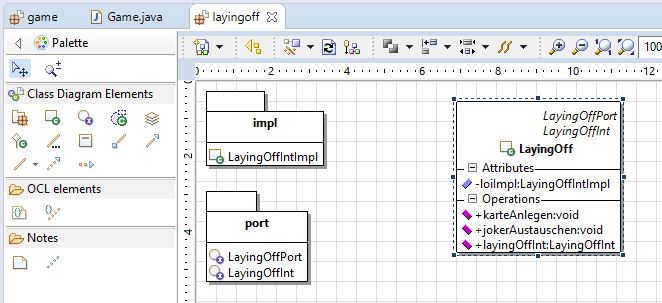 game
Game.java
layingoff
Palette
Class Diagram Elements
OCL elements
Notes
100
0
2
4
6
8
10
12
2
4
impl
LayingOffIntImpl
port
LayingOffPort
LayingOffInt
LayingOffPort
LayingOffInt
LayingOff
Attributes
-loiImpl:LayingOffIntImpl
Operations
+karteAnlegen:void
+jokerAustauschen:void
+layingOffInt:LayingOffInt